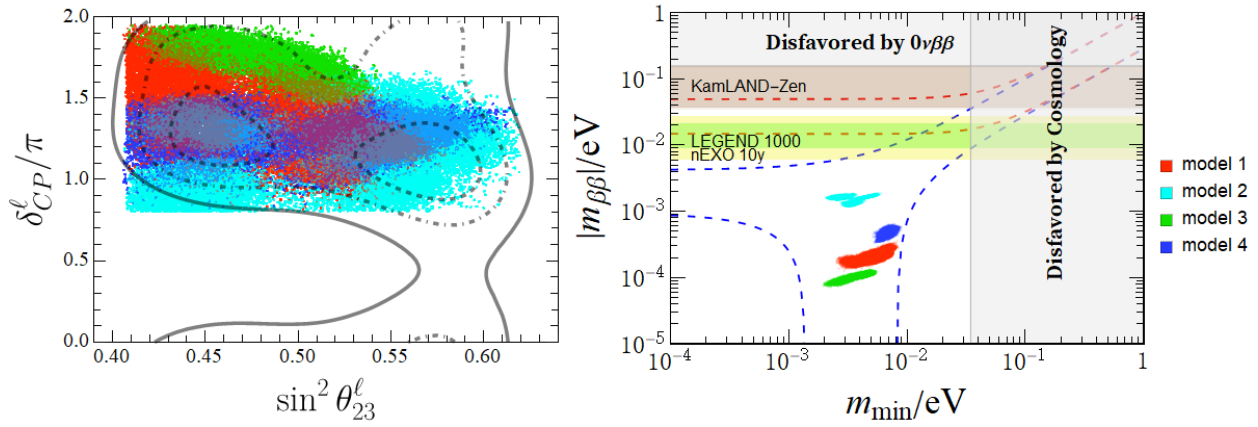 δ^ℓ_CP/π
2.0
1.5
1.0
0.5
0.0
0.40
0.45
0.50
0.55
0.60
sin² θ^ℓ_23
|m_ββ|/eV
1
10⁻¹
10⁻²
10⁻³
10⁻⁴
10⁻⁵
Disfavored by 0νββ
KamLAND-Zen
LEGEND 1000
nEXO 10y
Disfavored by Cosmology
10⁻⁴
10⁻³
10⁻²
10⁻¹
1
m_min/eV
model 1
model 2
model 3
model 4